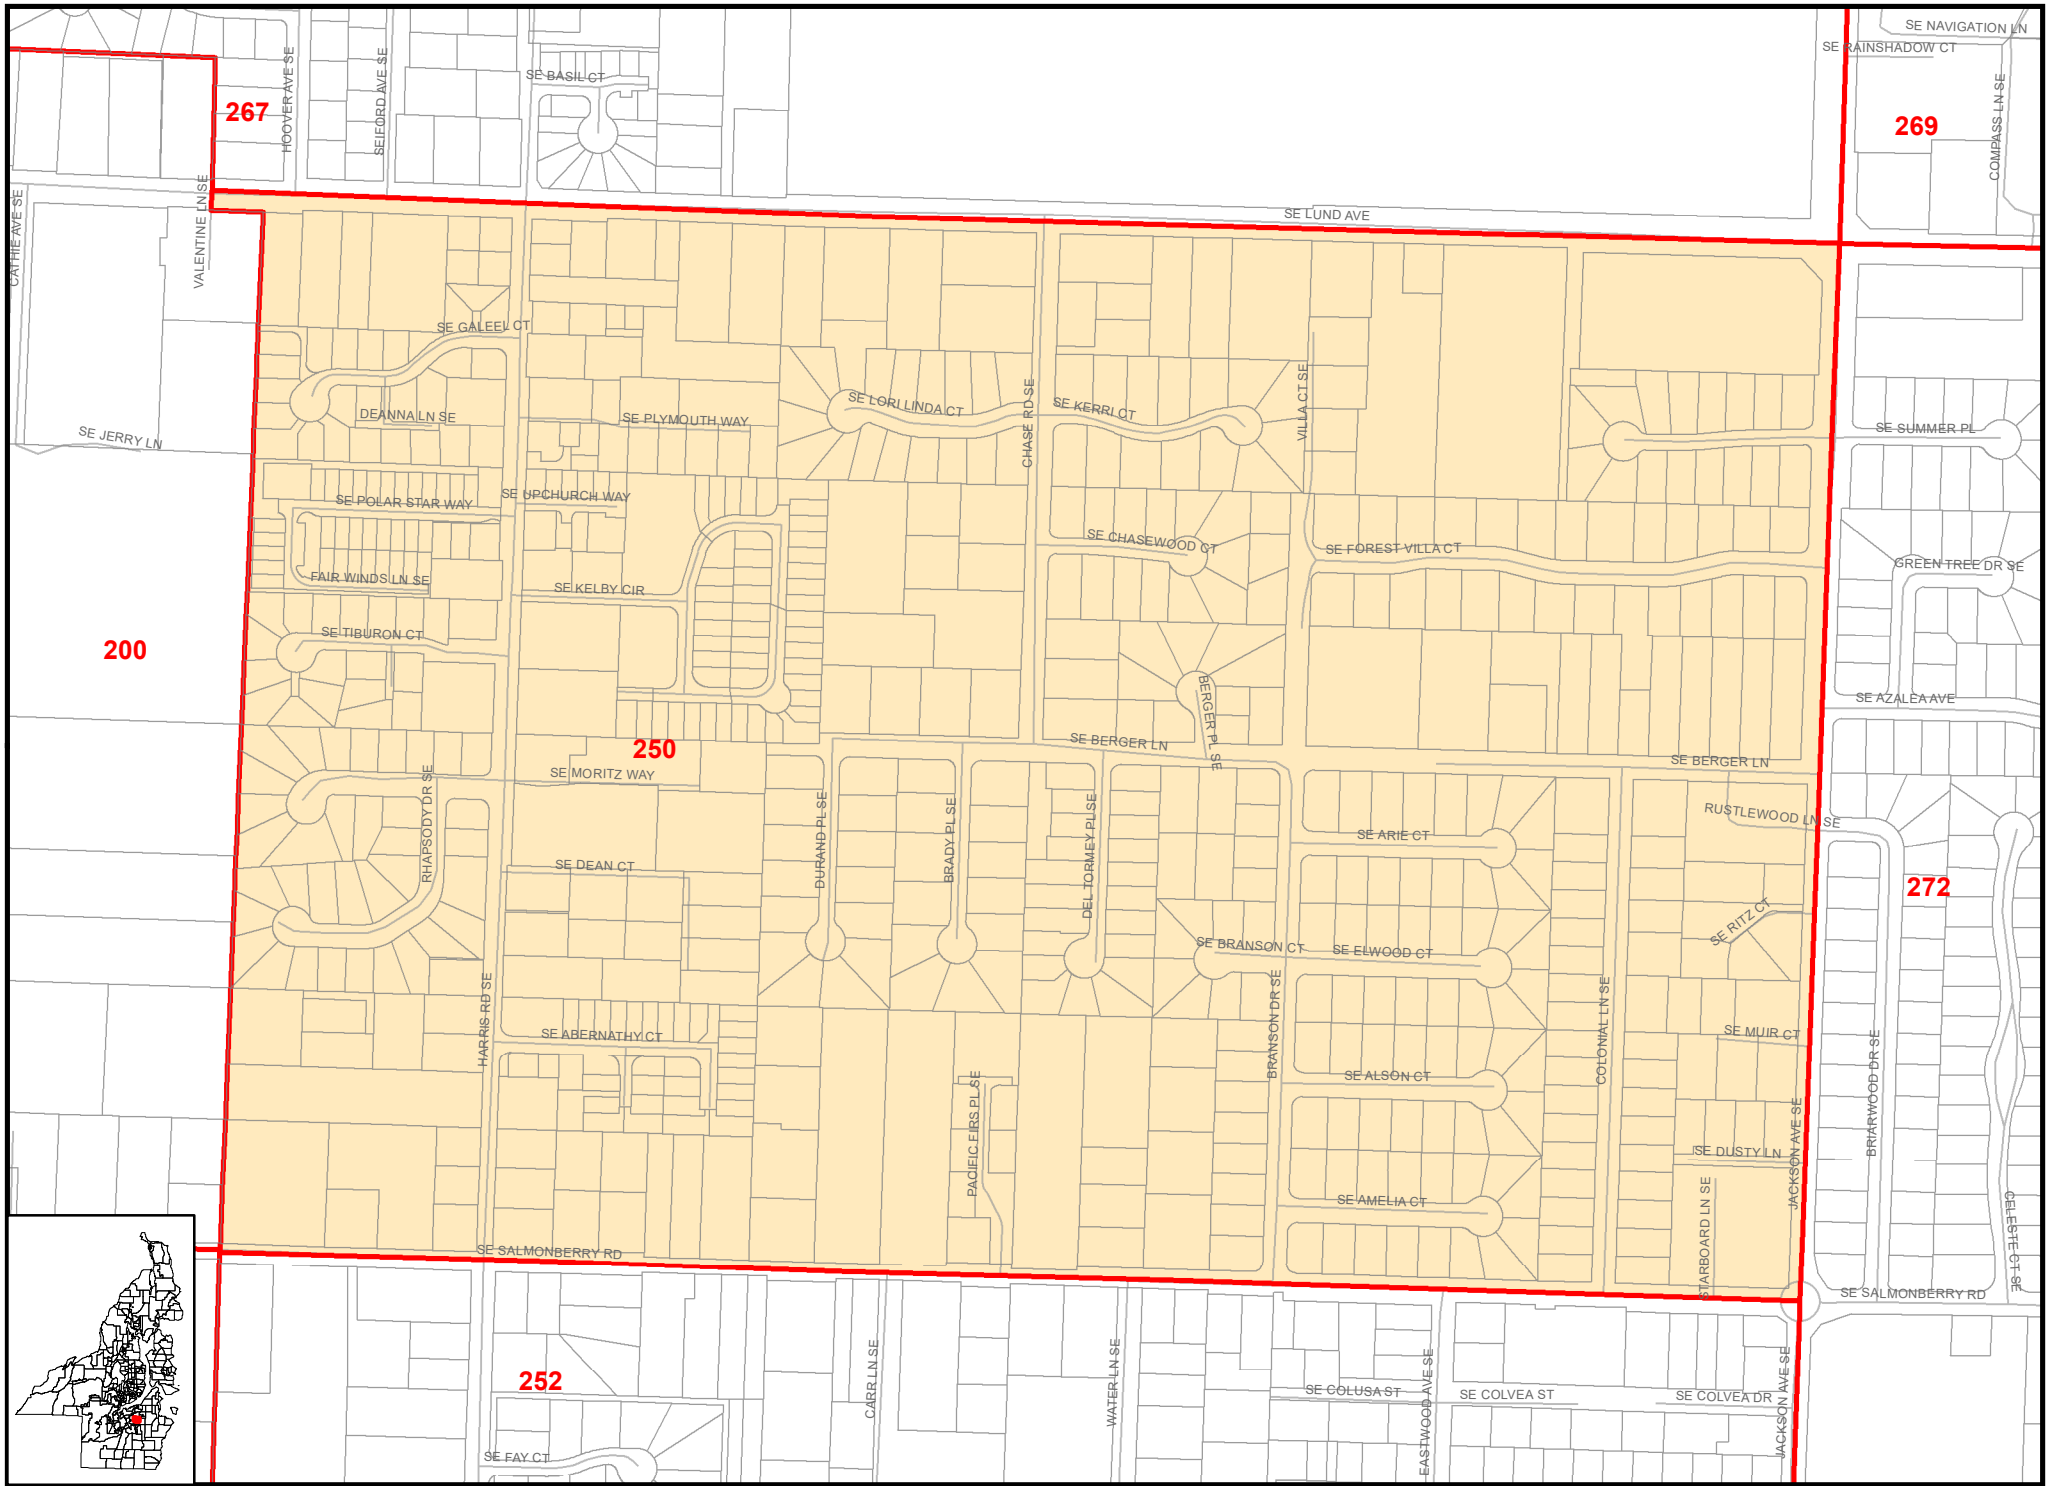 SE NAVIGATION LN
SE RAINSHADOW CT
COMPASS LN SE
269
SE BASIL CT
HOOVER AVE SE
SEIFORD AVE SE
267
VALENTINE LN SE
CATHIE AVE SE
SE LUND AVE
SE GALEEL CT
DEANNA LN SE
SE PLYMOUTH WAY
SE LORI LINDA CT
CHASE RD SE
SE KERRI CT
VILLA CT SE
SE SUMMER PL
SE JERRY LN
SE POLAR STAR WAY
SE UPCHURCH WAY
SE CHASEWOOD CT
SE FOREST VILLA CT
GREEN TREE DR SE
FAIR WINDS LN SE
SE KELBY CIR
SE TIBURON CT
200
BERGER PL SE
SE AZALEA AVE
250
SE BERGER LN
SE BERGER LN
SE MORITZ WAY
RHAPSODY DR SE
DURAND PL SE
BRADY PL SE
DEL TORMEY PL SE
SE ARIE CT
RUSTLEWOOD LN SE
SE DEAN CT
272
SE RITZ CT
SE BRANSON CT
SE ELWOOD CT
HARRIS RD SE
BRANSON DR SE
COLONIAL LN SE
SE ABERNATHY CT
SE MUIR CT
BRIARWOOD DR SE
PACIFIC FIRS PL SE
SE ALSON CT
SE DUSTY LN
JACKSON AVE SE
SE AMELIA CT
STARBOARD LN SE
CELESTE CT SE
SE SALMONBERRY RD
SE SALMONBERRY RD
252
CARR LN SE
WATER LN SE
EASTWOOD AVE SE
SE COLUSA ST
SE COLVEA ST
SE COLVEA DR
JACKSON AVE SE
SE FAY CT